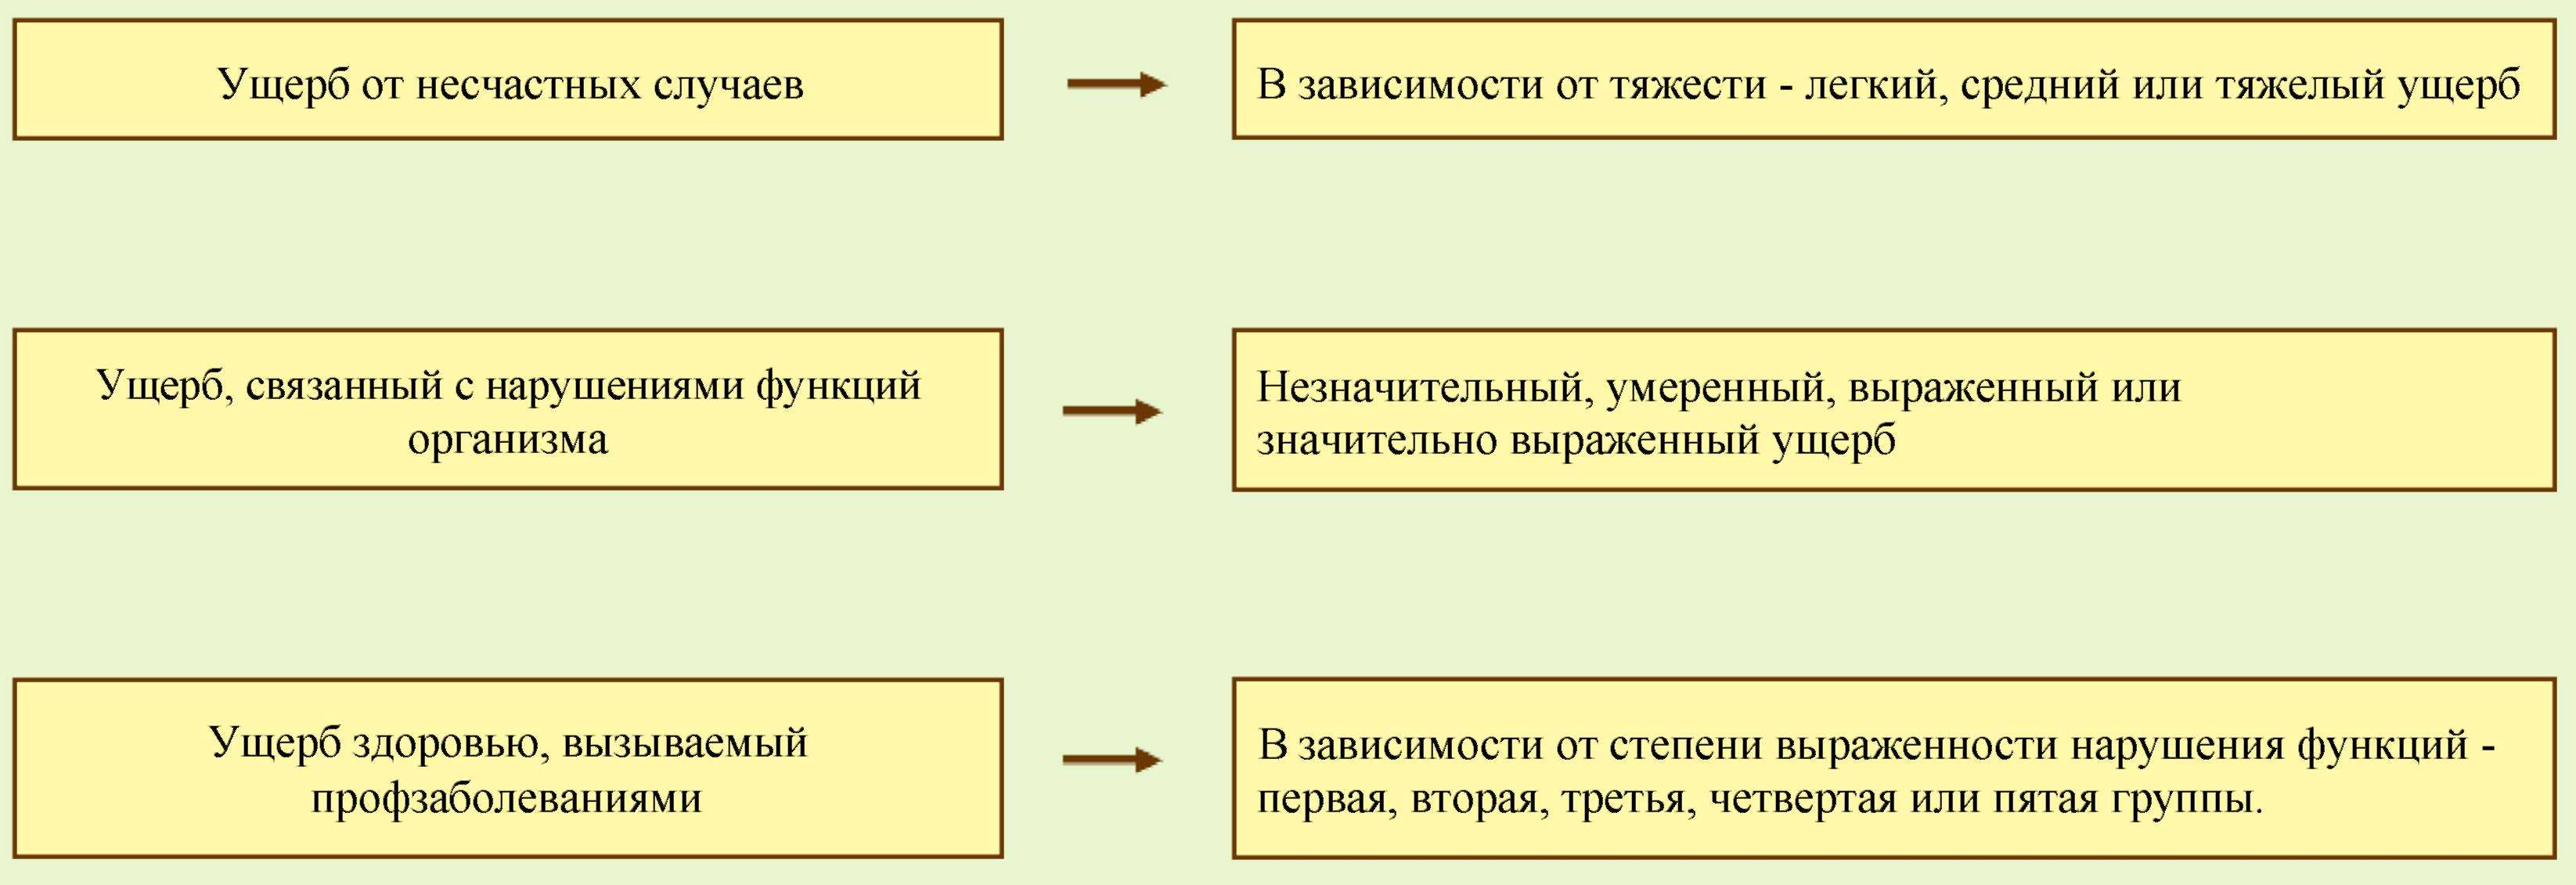 Ущерб от несчастных случаев
В зависимости от тяжести - легкий, средний или тяжелый ущерб
Ущерб, связанный с нарушениями функций
организма
Незначительный, умеренный, выраженный или
значительно выраженный ущерб
Ущерб здоровью, вызываемый
профзаболеваниями
В зависимости от степени выраженности нарушения функций -
первая, вторая, третья, четвертая или пятая группы.